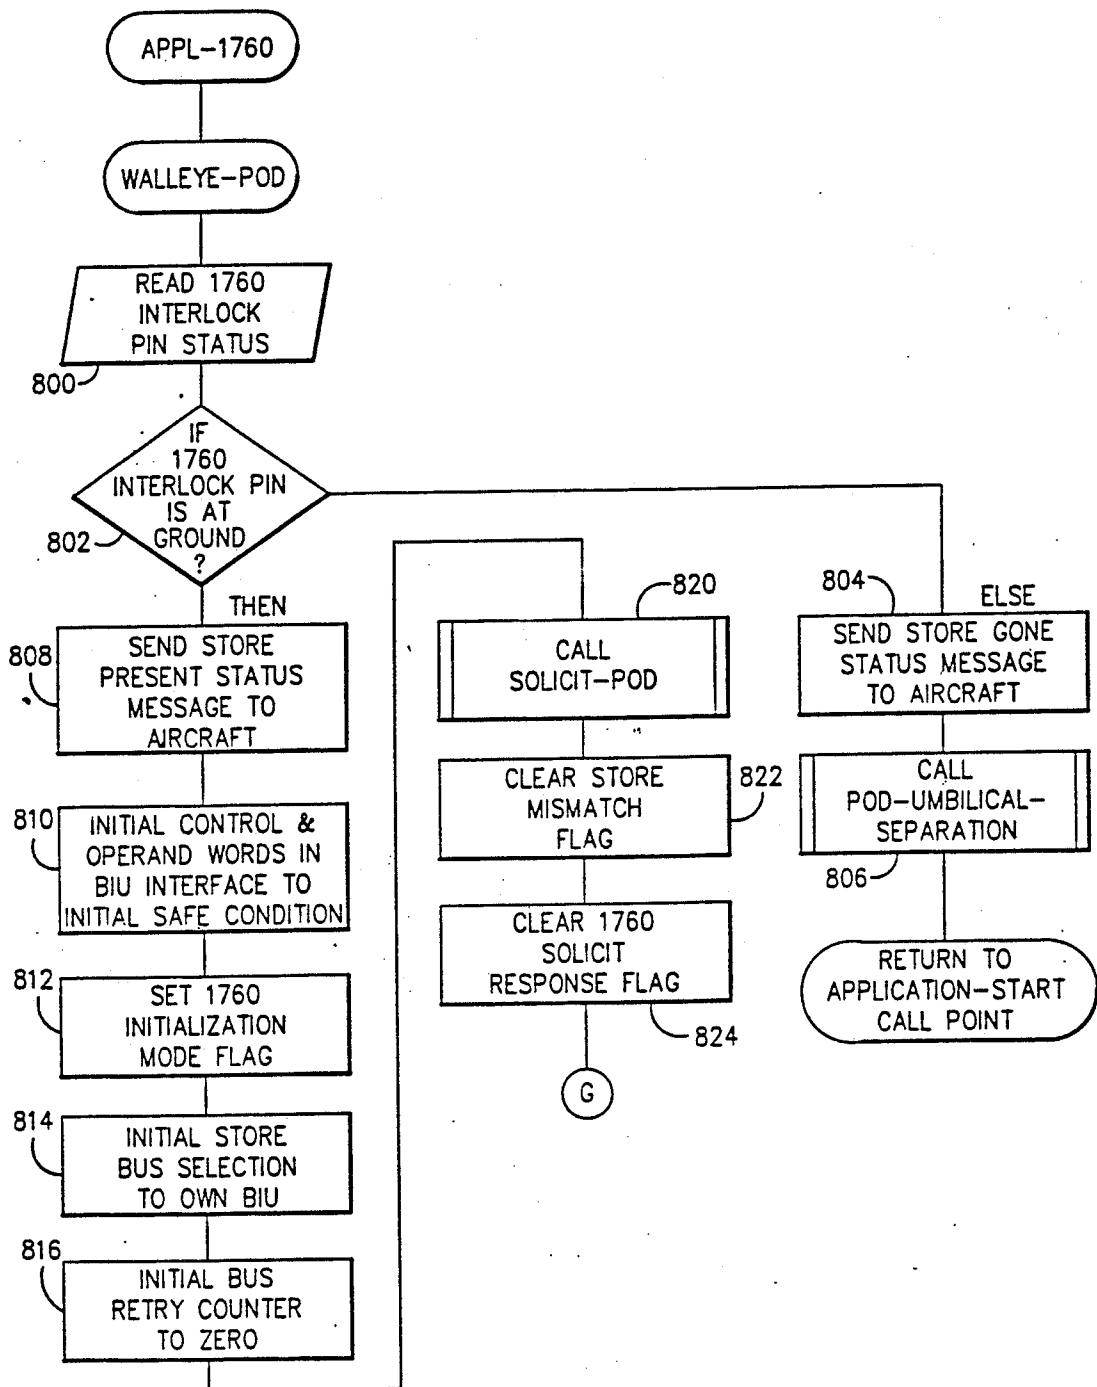 APPL-1760
WALLEYE-POD
READ 1760
INTERLOCK
PIN STATUS
800
IF
1760
INTERLOCK PIN
IS AT
GROUND
?
802
THEN
808
SEND STORE
PRESENT STATUS
MESSAGE TO
AIRCRAFT
810
INITIAL CONTROL &
OPERAND WORDS IN
BIU INTERFACE TO
INITIAL SAFE CONDITION
812
SET 1760
INITIALIZATION
MODE FLAG
814
INITIAL STORE
BUS SELECTION
TO OWN BIU
816
INITIAL BUS
RETRY COUNTER
TO ZERO
820
CALL
SOLICIT-POD
CLEAR STORE
MISMATCH
FLAG
822
CLEAR 1760
SOLICIT
RESPONSE FLAG
824
G
804
ELSE
SEND STORE GONE
STATUS MESSAGE
TO AIRCRAFT
CALL
POD-UMBILICAL-
SEPARATION
806
RETURN TO
APPLICATION-START
CALL POINT